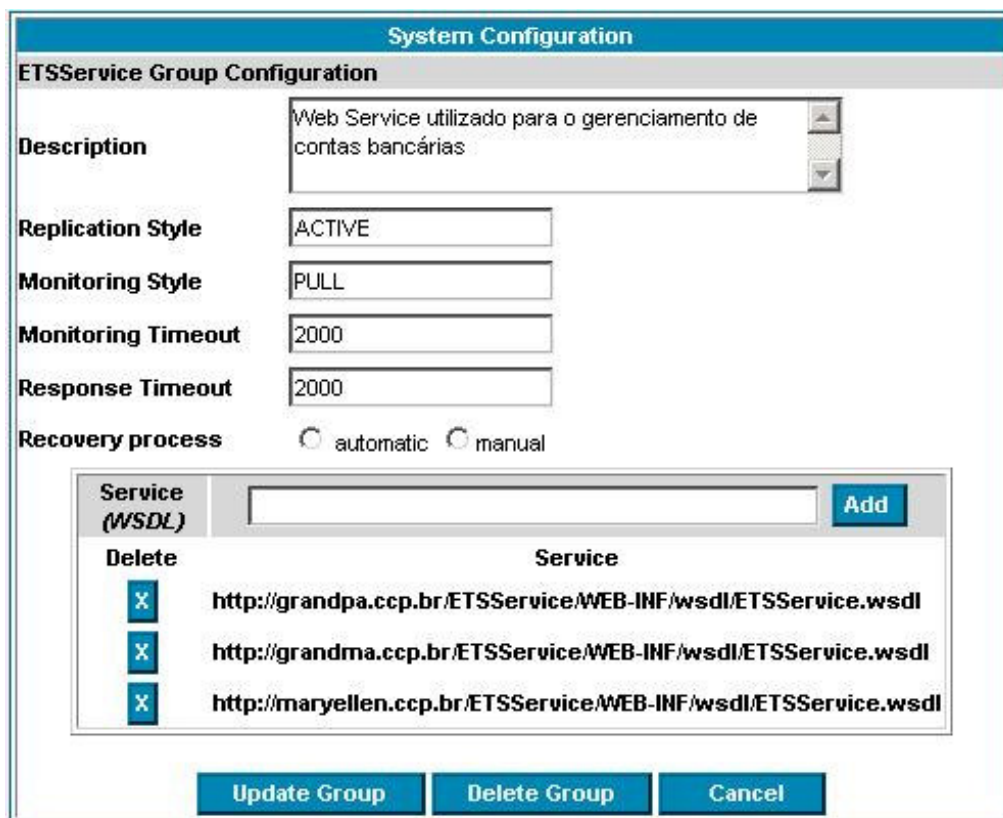 System Configuration
ETSService Group Configuration
Description
Web Service utilizado para o gerenciamento de
contas bancárias
Replication Style
ACTIVE
Monitoring Style
PULL
Monitoring Timeout
2000
Response Timeout
2000
Recovery process
automatic manual
Service
(WSDL)
Add
Delete Service
X http://grandpa.ccp.br/ETSService/WEB-INF/wsdl/ETSService.wsdl
X http://grandma.ccp.br/ETSService/WEB-INF/wsdl/ETSService.wsdl
X http://maryellen.ccp.br/ETSService/WEB-INF/wsdl/ETSService.wsdl
Update Group Delete Group Cancel